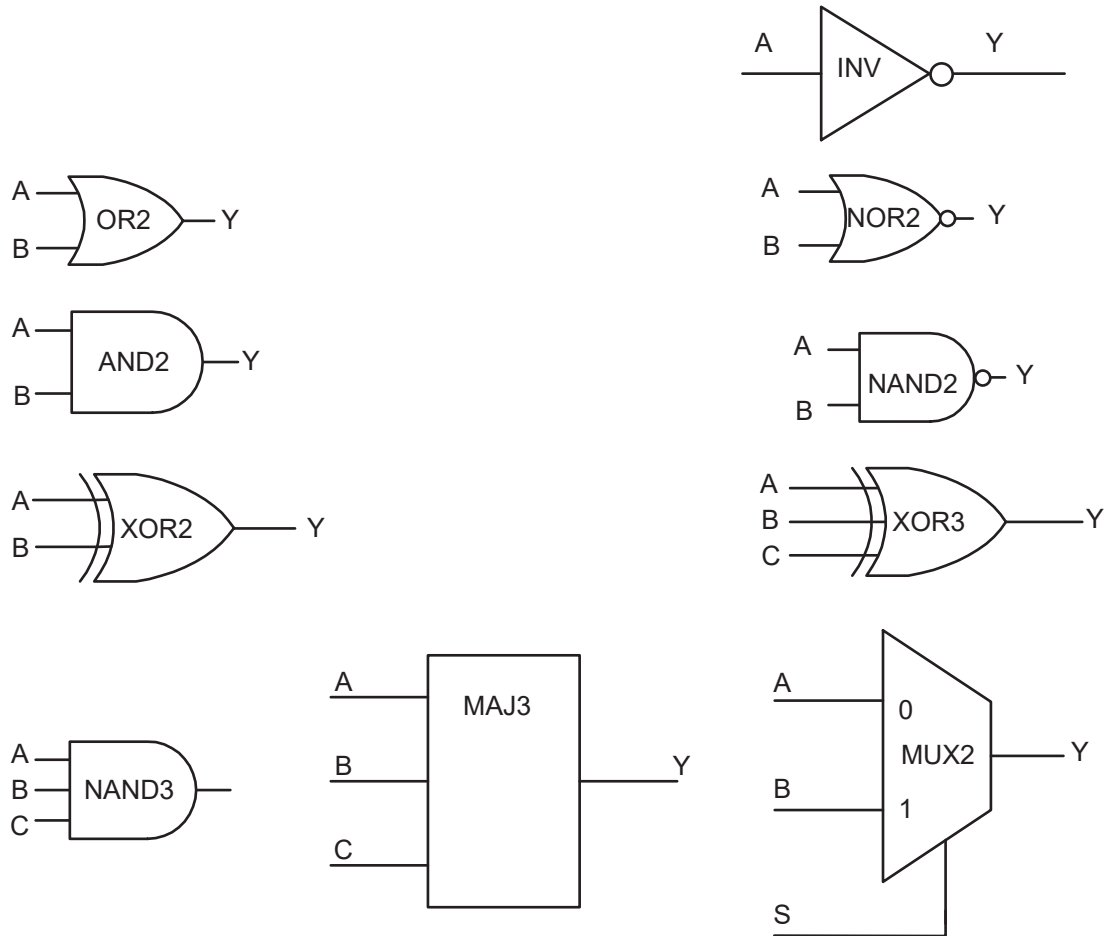 A INV Y
A
OR2 Y
B
A
NOR2 Y
B
A
AND2 Y
B
A
NAND2 Y
B
A
XOR2 Y
B
A
B XOR3 Y
C
A
B NAND3
C
A
MAJ3
B Y
C
A
0
MUX2 Y
B
1
S